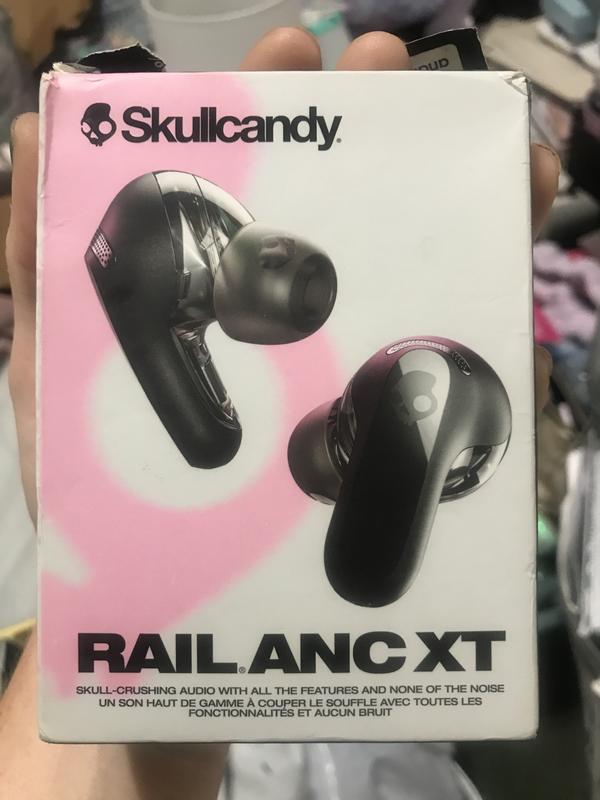 Skullcandy®
RAIL® ANC XT
SKULL-CRUSHING AUDIO WITH ALL THE FEATURES AND NONE OF THE NOISE
UN SON HAUT DE GAMME À COUPER LE SOUFFLE AVEC TOUTES LES
FONCTIONNALITÉS ET AUCUN BRUIT